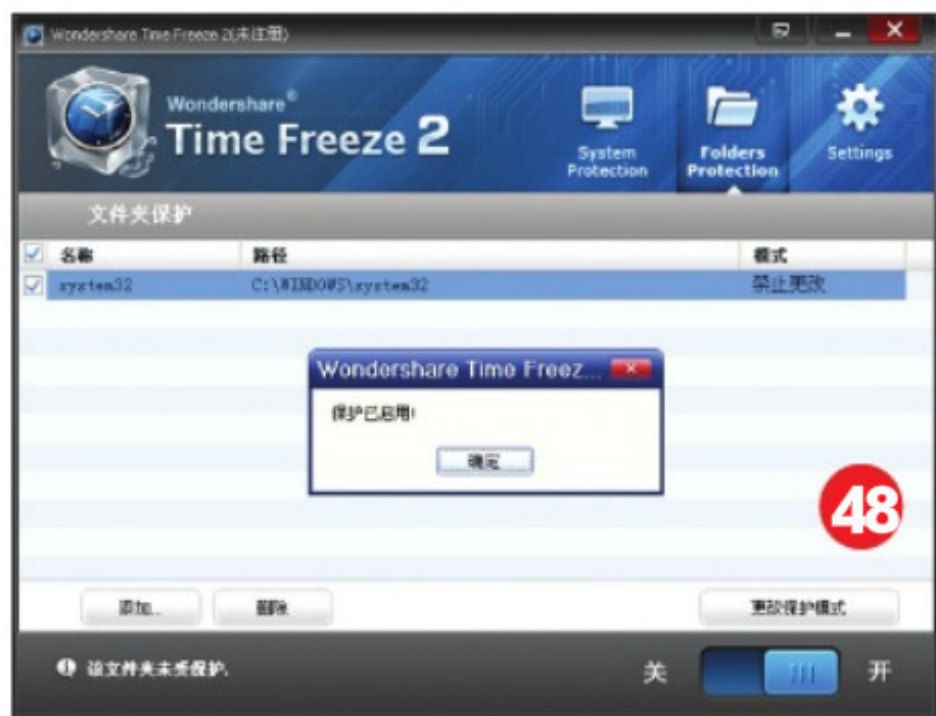 Wondershare Time Freeze 2(未注册)
Wondershare®
Time Freeze 2
System
Protection
Folders
Protection
Settings
文件夹保护
名称 路径 模式
system32 C:\WINDOWS\system32 禁止更改
Wondershare Time Freez...
保护已启用!
确定
48
添加... 删除 更改保护模式
该文件夹未受保护. 关 开